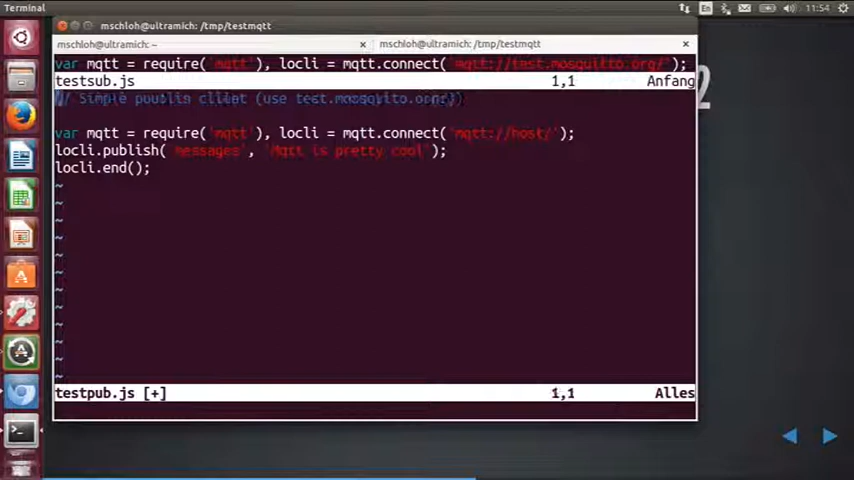 Terminal
En
11:54
mschloh@ultramich: /tmp/testmqtt
mschloh@ultramich: ~ × mschloh@ultramich: /tmp/testmqtt ×
var mqtt = require('mqtt'), locli = mqtt.connect('mqtt://test.mosquitto.org/');
testsub.js 1,1 Anfang
// Simple publish client (use test.mosquito.org:))
var mqtt = require('mqtt'), locli = mqtt.connect('mqtt://host/');
locli.publish('messages', 'Mqtt is pretty cool');
locli.end();
~
~
~
~
~
~
~
~
~
~
~
~
testpub.js [+] 1,1 Alles
2